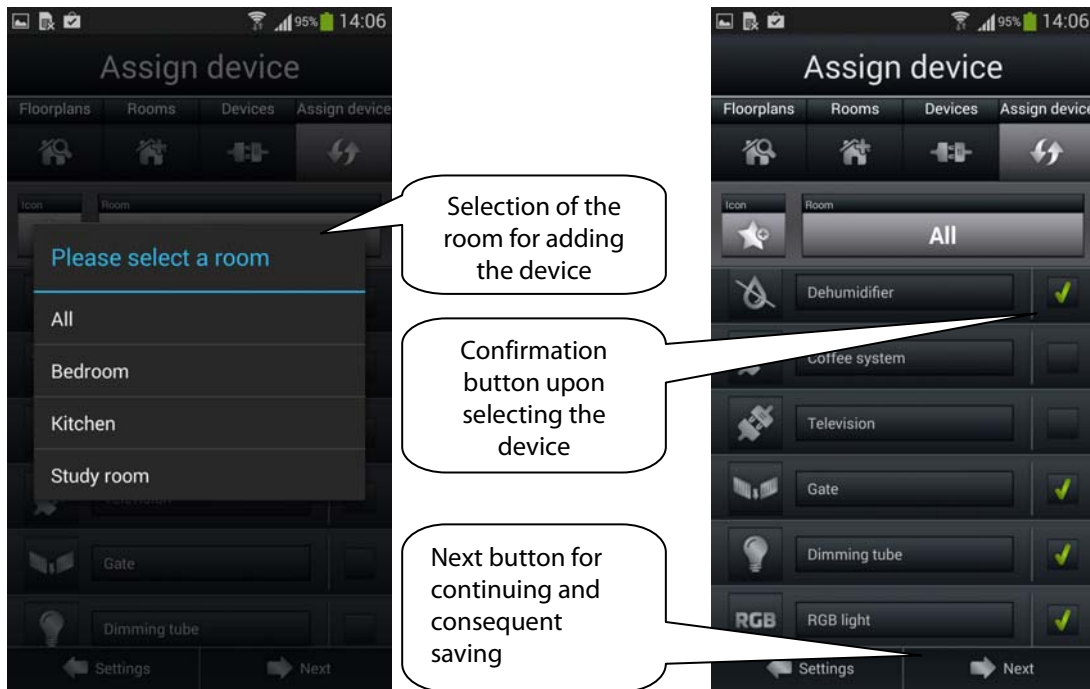 95% 14:06
Assign device
Floorplans Rooms Devices Assign device
Icon Room
Please select a room
All
Bedroom
Kitchen
Study room
Television
Gate
Dimming tube
Settings Next
Selection of the
room for adding
the device
Confirmation
button upon
selecting the
device
Next button for
continuing and
consequent
saving
95% 14:06
Assign device
Floorplans Rooms Devices Assign device
Icon Room
All
Dehumidifier
Coffee system
Television
Gate
Dimming tube
RGB RGB light
Settings Next